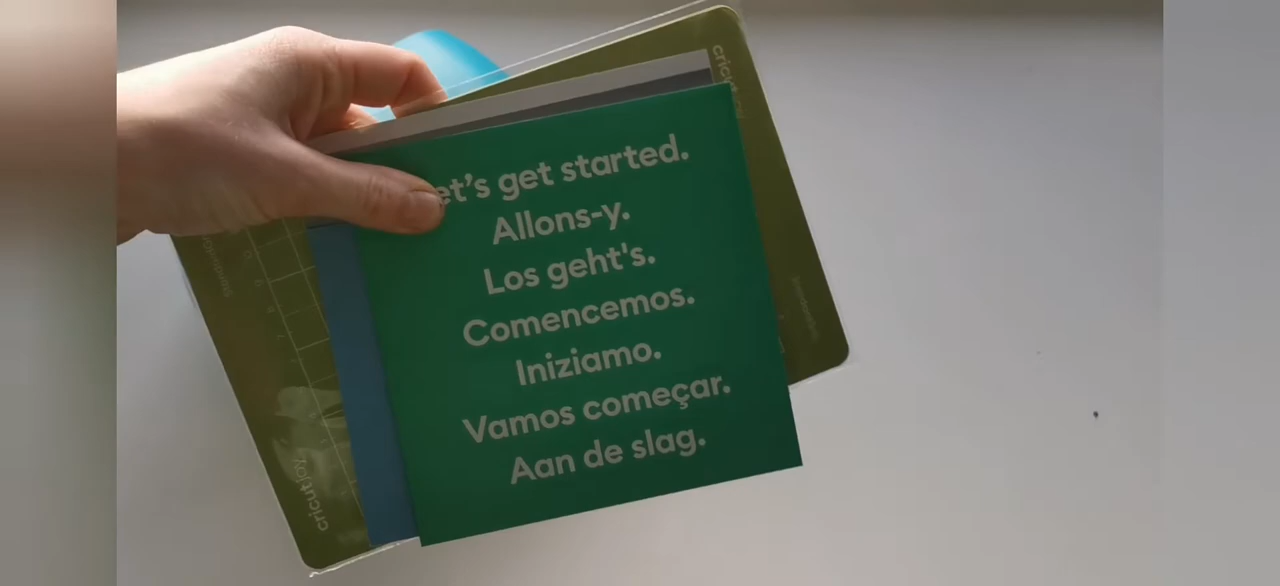 et's get started.
Allons-y.
Los geht's.
Comencemos.
Iniziamo.
Vamos começar.
Aan de slag.
cricut
cricut joy